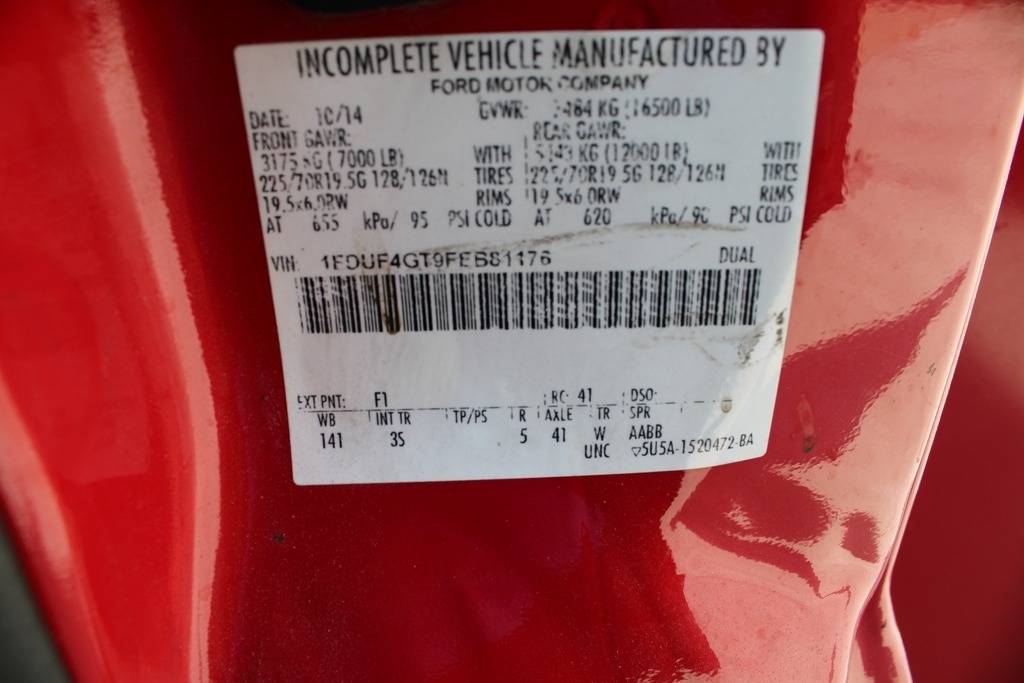 INCOMPLETE VEHICLE MANUFACTURED BY
FORD MOTOR COMPANY
DATE: 10/14 GVWR: 7484 KG (16500 LB)
FRONT GAWR: REAR GAWR:
3175 KG (7000 LB) WITH 5443 KG (12000 LB) WITH
225/70R19.5G 128/126N TIRES 225/70R19.5G 128/126N TIRES
19.5x6.0RW RIMS 19.5x6.0RW RIMS
AT 655 kPa/ 95 PSI COLD AT 620 kPa/ 90 PSI COLD
VIN: 1FDUF4GT9FEB81176 DUAL
EXT PNT: F1 RC: 41 DSO:
WB INT TR TP/PS R AXLE TR SPR
141 3S 5 41 W AABB
UNC ▽5U5A-1520472-BA